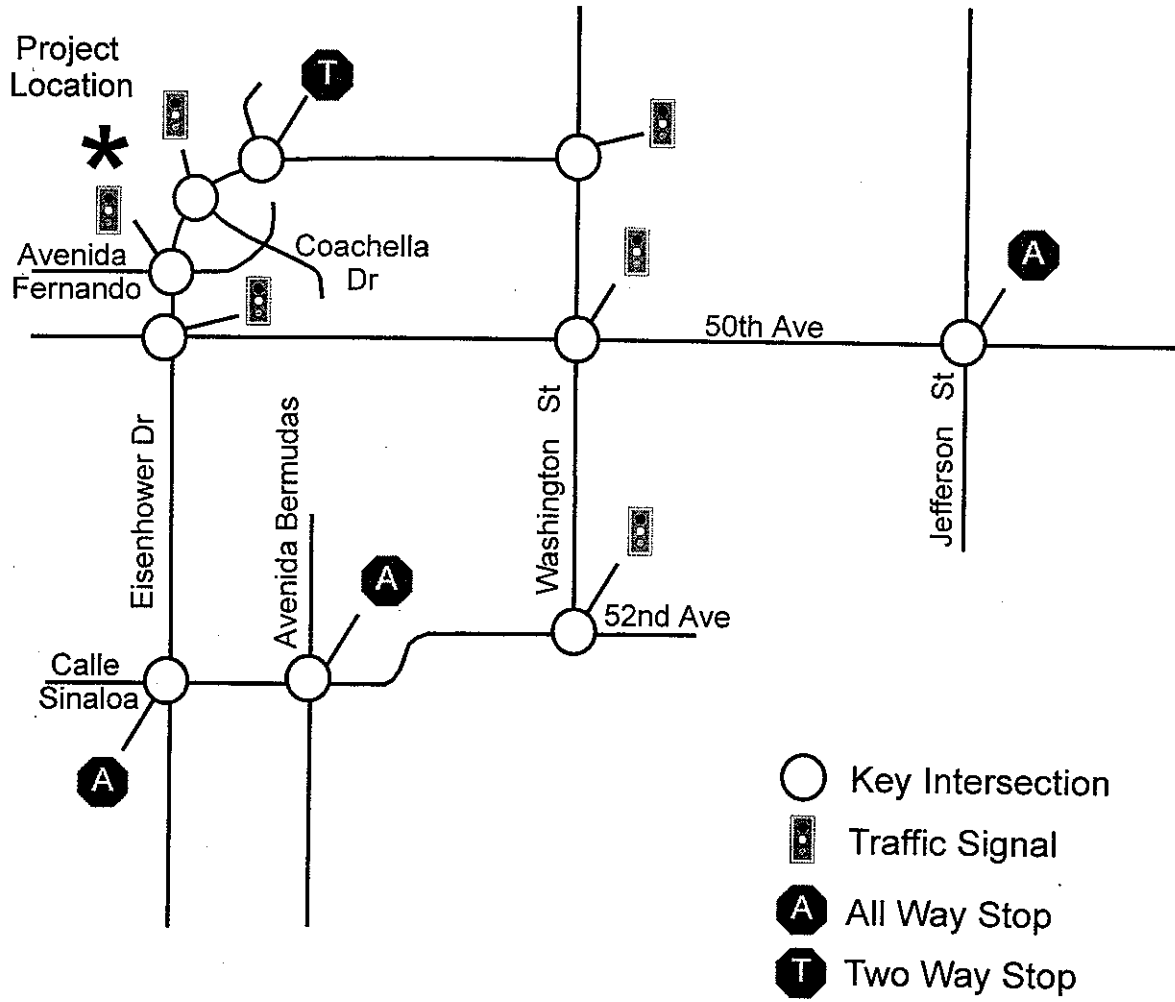 Project
Location
T
Avenida
Fernando
Coachella
Dr
A
50th Ave
Eisenhower Dr
Avenida Bermudas
Washington St
Jefferson St
A
52nd Ave
Calle
Sinaloa
A
Key Intersection
Traffic Signal
A All Way Stop
T Two Way Stop